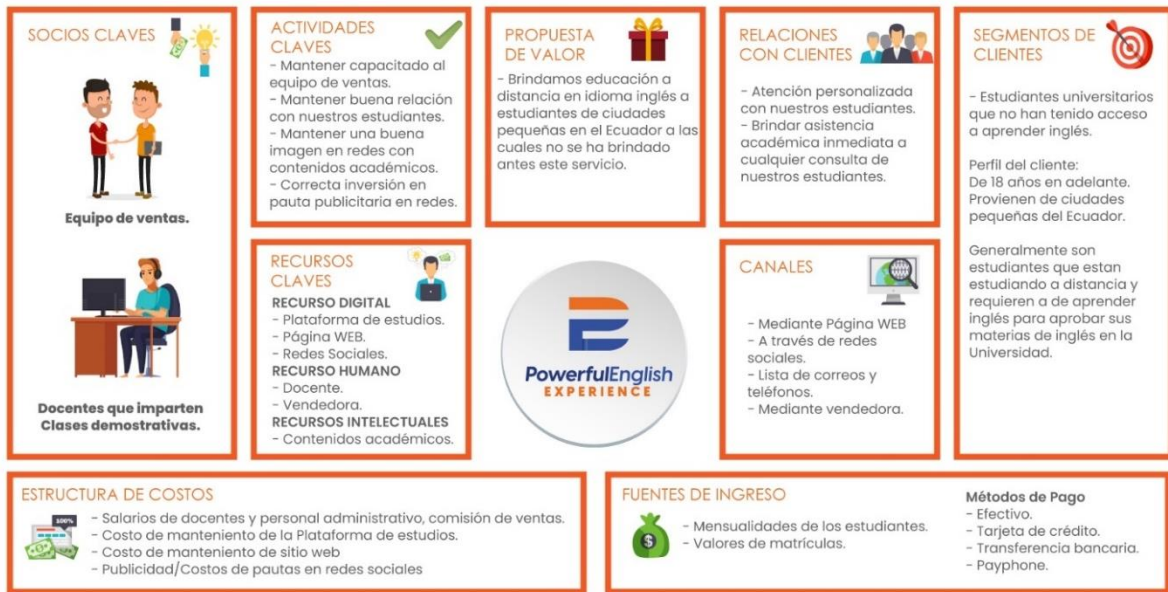 SOCIOS CLAVES
Equipo de ventas.
Docentes que imparten
Clases demostrativas.
ACTIVIDADES
CLAVES
- Mantener capacitado al
equipo de ventas.
- Mantener buena relación
con nuestros estudiantes.
- Mantener una buena
imagen en redes con
contenidos académicos.
- Correcta inversión en
pauta publicitaria en redes.
RECURSOS
CLAVES
RECURSO DIGITAL
- Plataforma de estudios.
- Página WEB.
- Redes Sociales.
RECURSO HUMANO
- Docente.
- Vendedora.
RECURSOS INTELECTUALES
- Contenidos académicos.
PROPUESTA
DE VALOR
- Brindamos educación a
distancia en idioma inglés a
estudiantes de ciudades
pequeñas en el Ecuador a las
cuales no se ha brindado
antes este servicio.
PowerfulEnglish
EXPERIENCE
RELACIONES
CON CLIENTES
- Atención personalizada
con nuestros estudiantes.
- Brindar asistencia
académica inmediata a
cualquier consulta de
nuestros estudiantes.
CANALES
- Mediante Página WEB
- A través de redes
sociales.
- Lista de correos y
teléfonos.
- Mediante vendedora.
SEGMENTOS DE
CLIENTES
- Estudiantes universitarios
que no han tenido acceso
a aprender inglés.
Perfil del cliente:
De 18 años en adelante.
Provienen de ciudades
pequeñas del Ecuador.
Generalmente son
estudiantes que estan
estudiando a distancia y
requieren a de aprender
inglés para aprobar sus
materias de inglés en la
Universidad.
ESTRUCTURA DE COSTOS
100%
- Salarios de docentes y personal administrativo, comisión de ventas.
- Costo de manteniento de la Plataforma de estudios.
- Costo de mantenimiento de sitio web
- Publicidad/Costos de pautas en redes sociales
FUENTES DE INGRESO
$
- Mensualidades de los estudiantes.
- Valores de matrículas.
Métodos de Pago
- Efectivo.
- Tarjeta de crédito.
- Transferencia bancaria.
- Payphone.